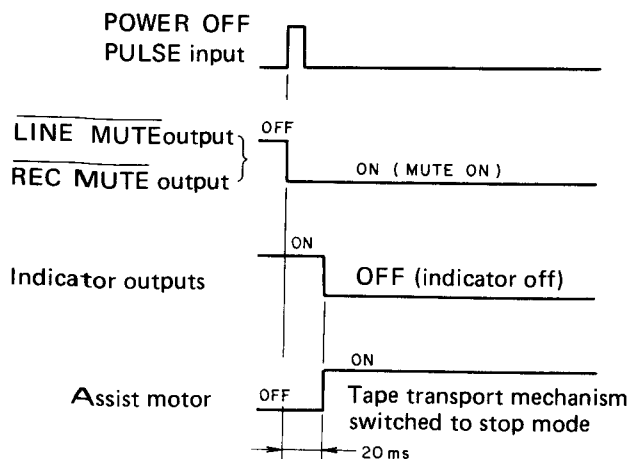 POWER OFF
PULSE input
LINE MUTE output
OFF
REC MUTE output
ON (MUTE ON)
ON
Indicator outputs
OFF (indicator off)
ON
Assist motor
OFF
Tape transport mechanism
switched to stop mode
20 ms